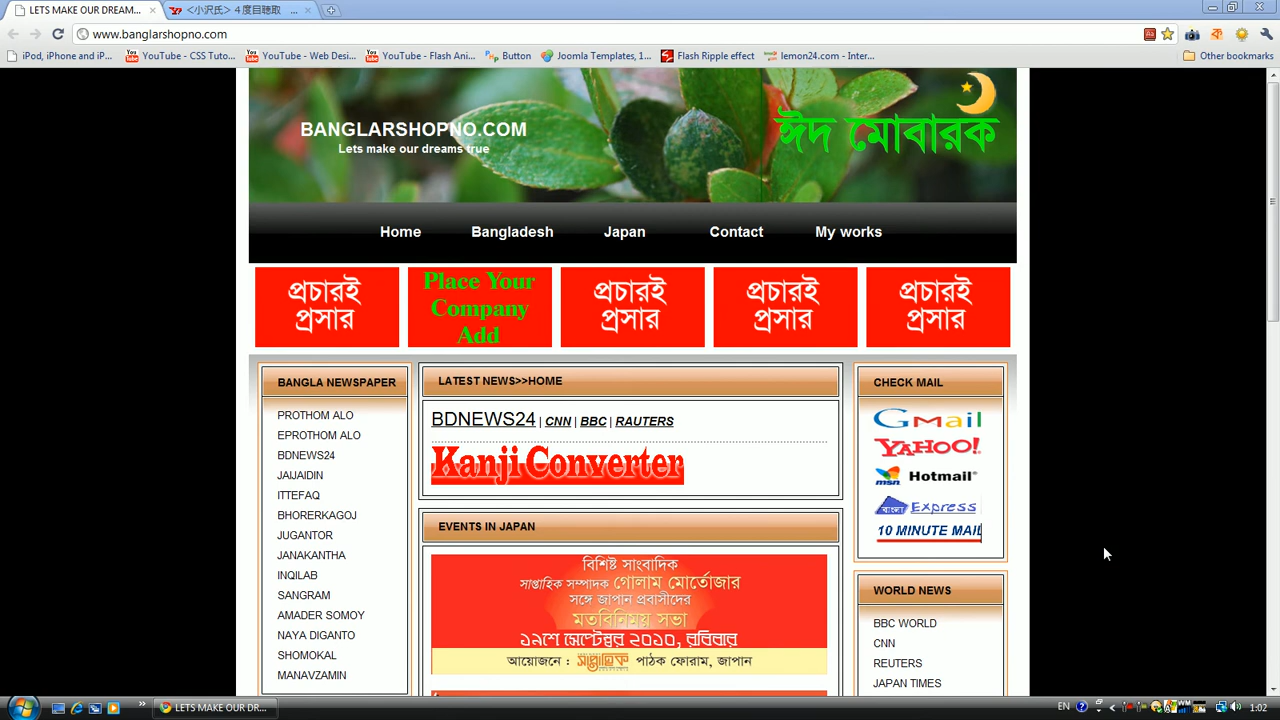 LETS MAKE OUR DREAM...
<小沢氏>４度目聴取 ...
www.banglarshopno.com
iPod, iPhone and iP...
YouTube - CSS Tuto...
YouTube - Web Desi...
YouTube - Flash Ani...
Button
Joomla Templates, 1...
Flash Ripple effect
lemon24.com - Inter...
Other bookmarks
BANGLARSHOPNO.COM
Lets make our dreams true
ঈদ মোবারক
Home
Bangladesh
Japan
Contact
My works
প্রচারই
প্রসার
Place Your
Company
Add
প্রচারই
প্রসার
প্রচারই
প্রসার
প্রচারই
প্রসার
BANGLA NEWSPAPER
PROTHOM ALO
EPROTHOM ALO
BDNEWS24
JAIJAIDIN
ITTEFAQ
BHORERKAGOJ
JUGANTOR
JANAKANTHA
INQILAB
SANGRAM
AMADER SOMOY
NAYA DIGANTO
SHOMOKAL
MANAVZAMIN
LATEST NEWS>>HOME
BDNEWS24 | CNN | BBC | RAUTERS
Kanji Converter
EVENTS IN JAPAN
বিশিষ্ট সাংবাদিক
সাপ্তাহিক সম্পাদক গোলাম মোর্তোজার
সঙ্গে জাপান প্রবাসীদের
মতবিনিময় সভা
১৯শে সেপ্টেম্বর ২০১০, রবিবার
আয়োজনে : সাপ্তাহিক পাঠক ফোরাম, জাপান
CHECK MAIL
Gmail
YAHOO!
msn Hotmail
বাংলা Express
10 MINUTE MAIL
WORLD NEWS
BBC WORLD
CNN
REUTERS
JAPAN TIMES
LETS MAKE OUR DR...
EN
1:02